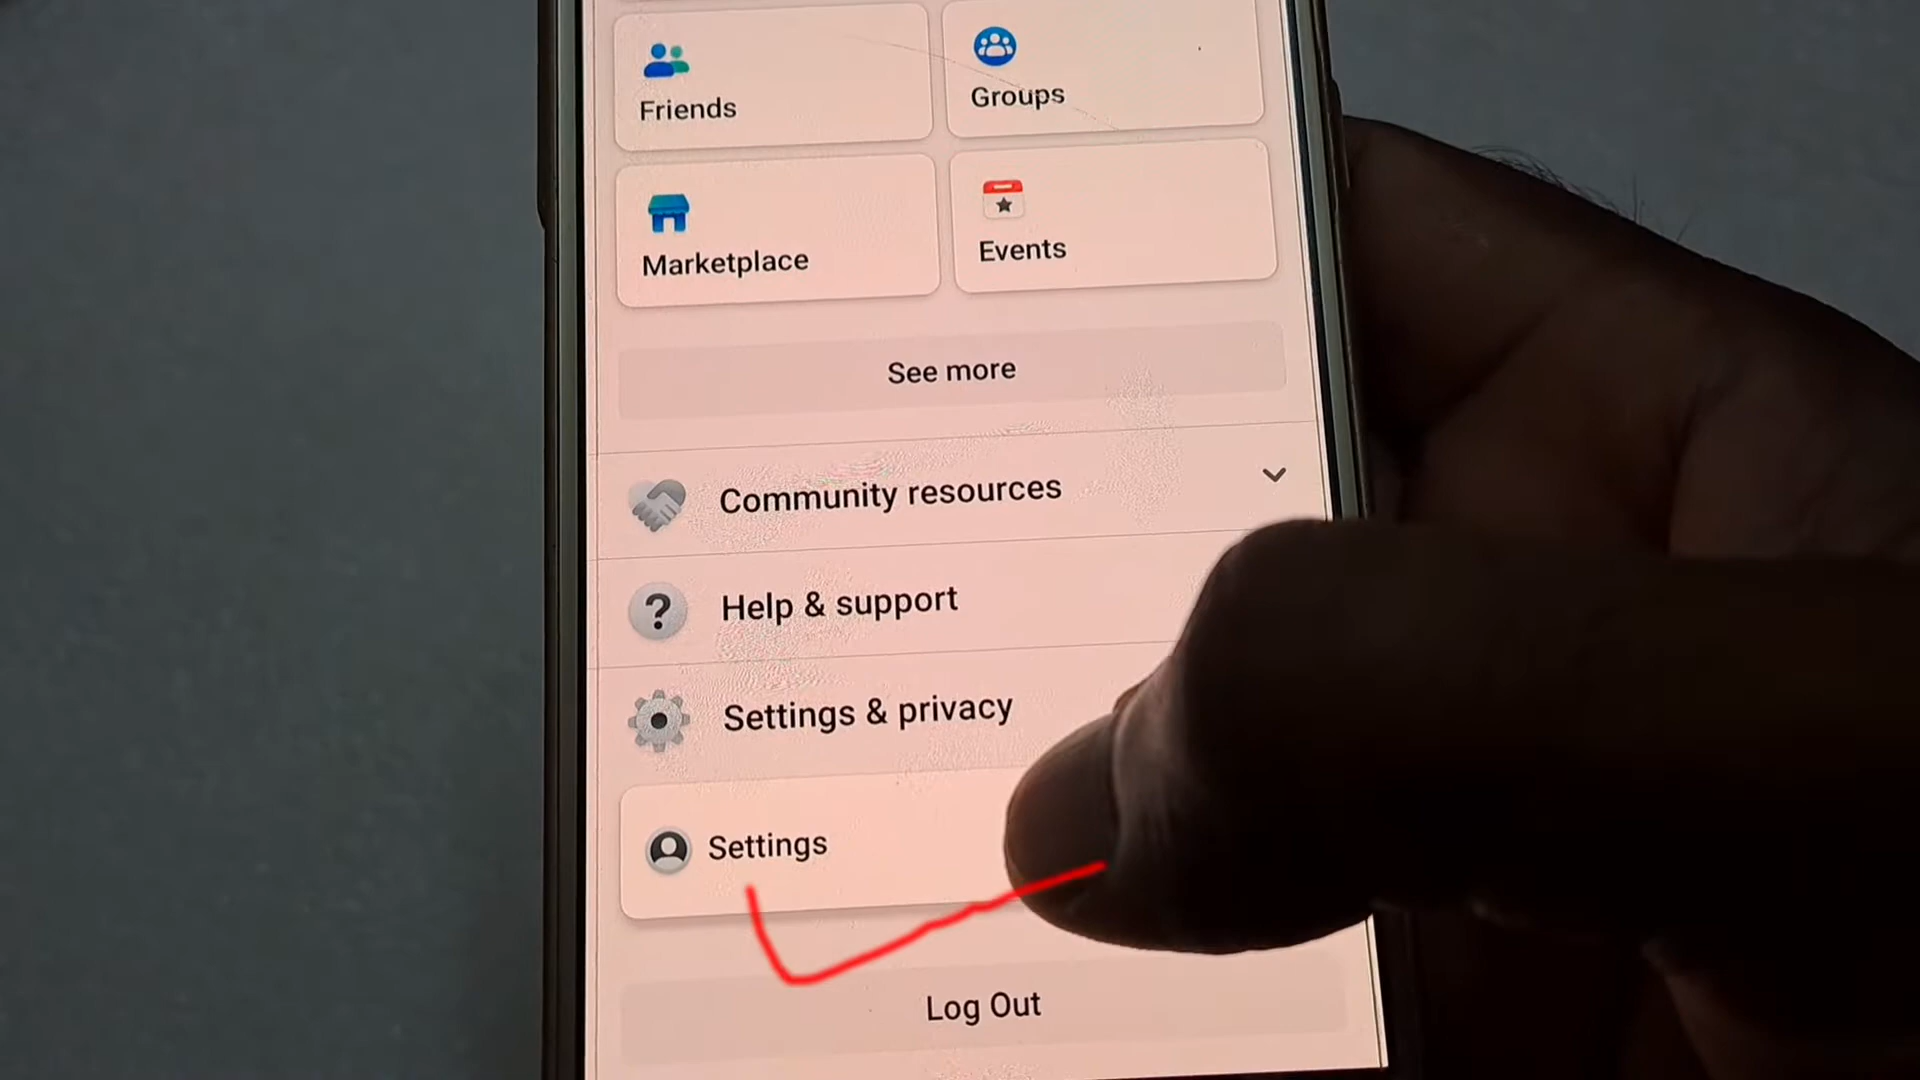 Friends
Groups
Marketplace
Events
See more
Community resources
Help & support
Settings & privacy
Settings
Log Out